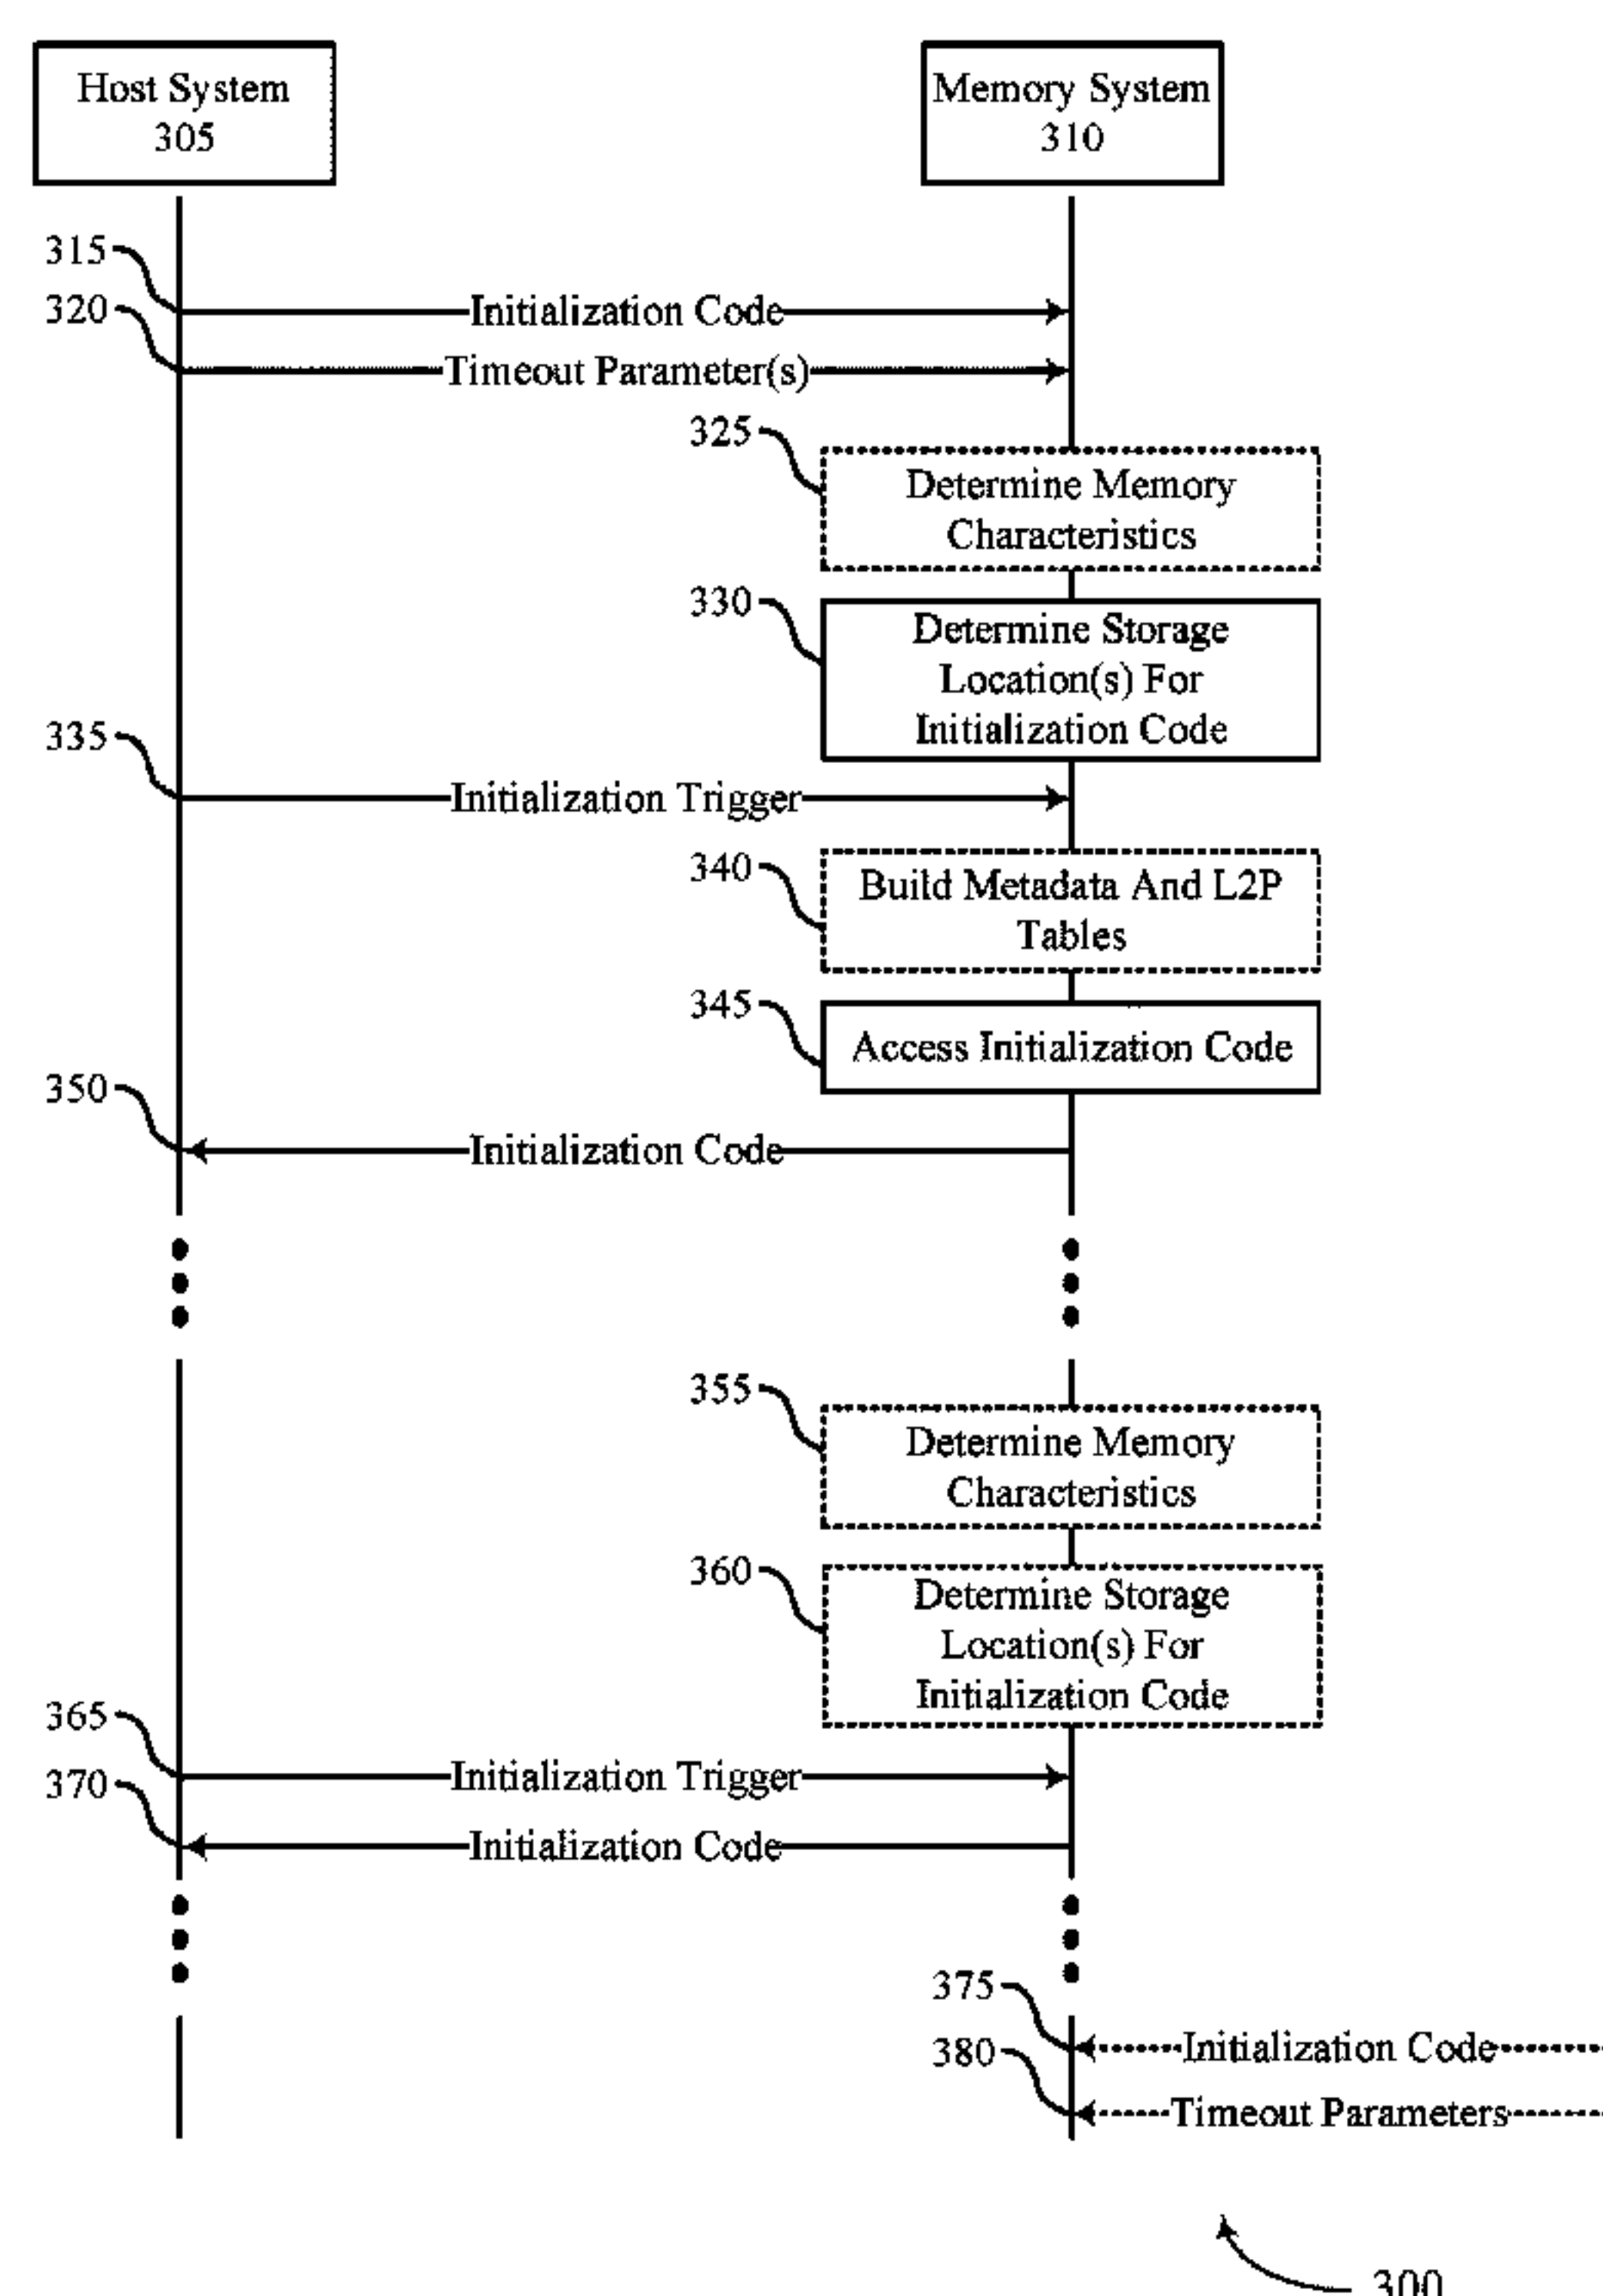 Host System
305
Memory System
310
315
Initialization Code
320
Timeout Parameter(s)
325
Determine Memory
Characteristics
330
Determine Storage
Location(s) For
Initialization Code
335
Initialization Trigger
340
Build Metadata And L2P
Tables
345
Access Initialization Code
350
Initialization Code
355
Determine Memory
Characteristics
360
Determine Storage
Location(s) For
Initialization Code
365
Initialization Trigger
370
Initialization Code
375
Initialization Code
380
Timeout Parameters
300